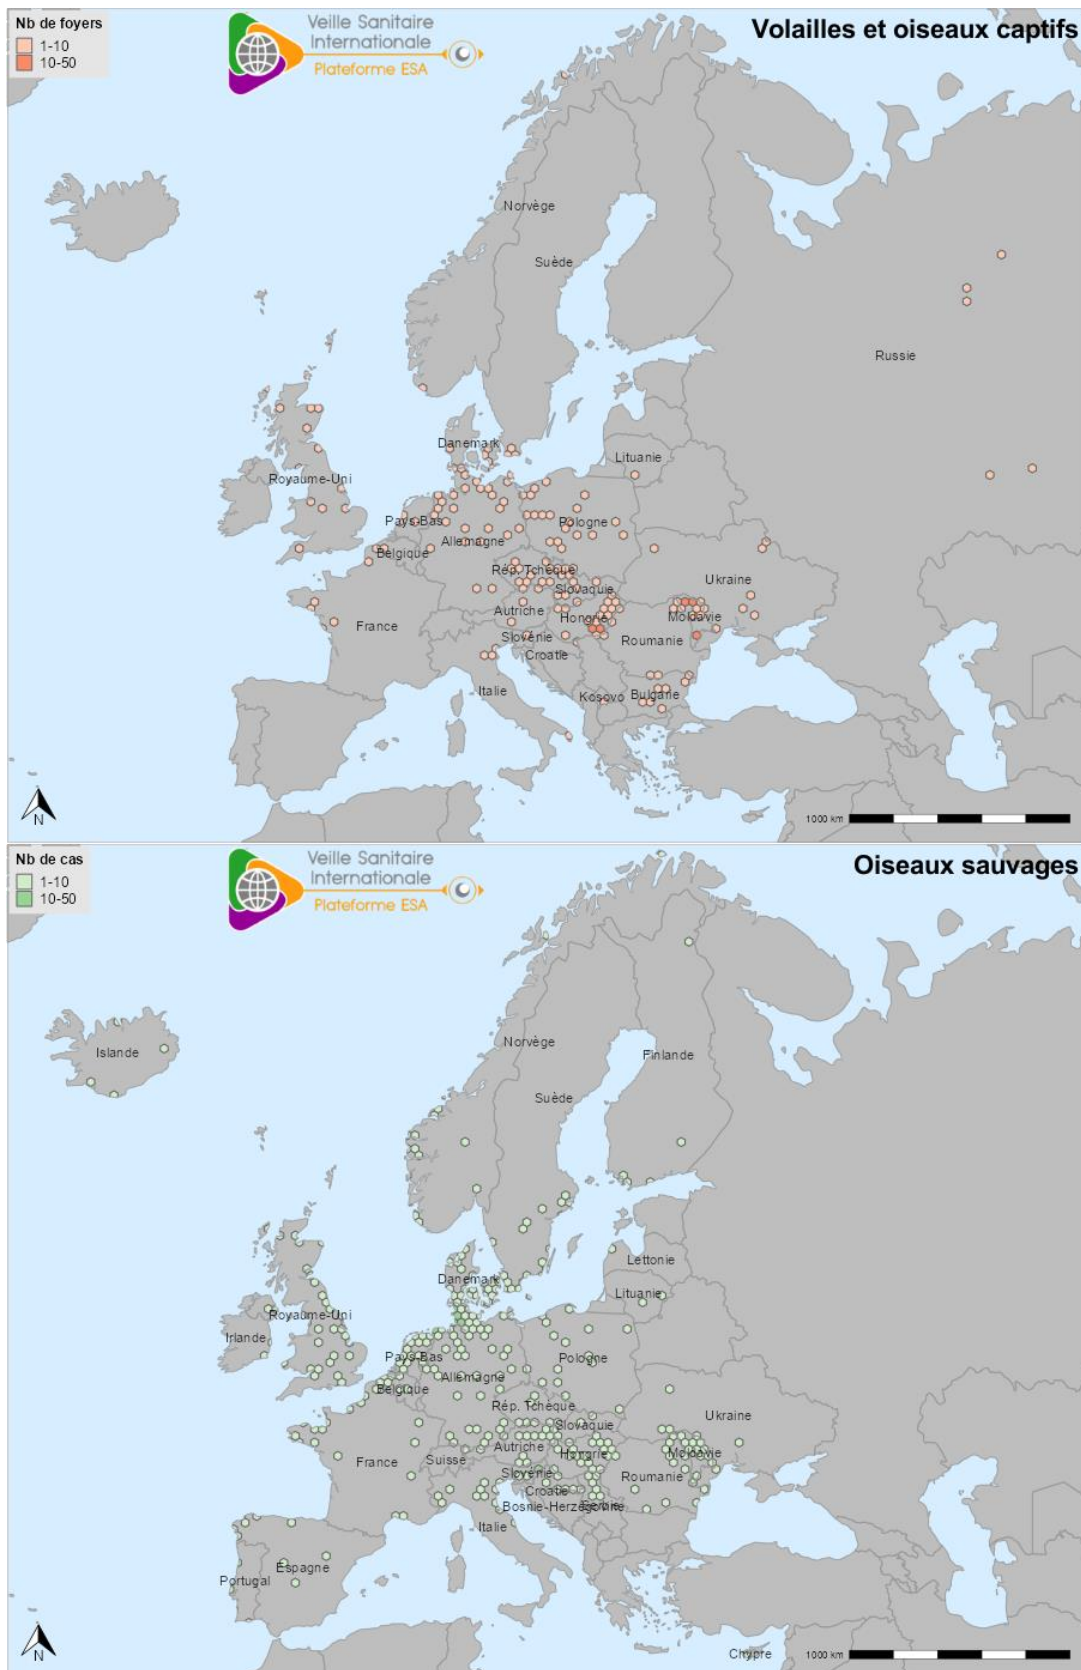 Nb de foyers
1-10
10-50
Veille Sanitaire
Internationale
Plateforme ESA
Volailles et oiseaux captifs
Norvège
Suède
Russie
Danemark
Lituanie
Royaume-Uni
Pays-Bas
Pologne
Allemagne
Belgique
Rép. Tchèque
Ukraine
Slovaquie
Autriche
Hongrie
Moldavie
France
Slovénie
Roumanie
Croatie
Italie
Kosovo
Bulgarie
N
1000 km
Nb de cas
1-10
10-50
Veille Sanitaire
Internationale
Plateforme ESA
Oiseaux sauvages
Islande
Norvège
Finlande
Suède
Lettonie
Danemark
Lituanie
Royaume-Uni
Irlande
Pays-Bas
Pologne
Allemagne
Belgique
Rép. Tchèque
Ukraine
Slovaquie
Autriche
Hongrie
Moldavie
Suisse
France
Slovénie
Roumanie
Croatie
Bosnie-Herzégovine
Serbie
Italie
Espagne
Portugal
Chypre
N
1000 km